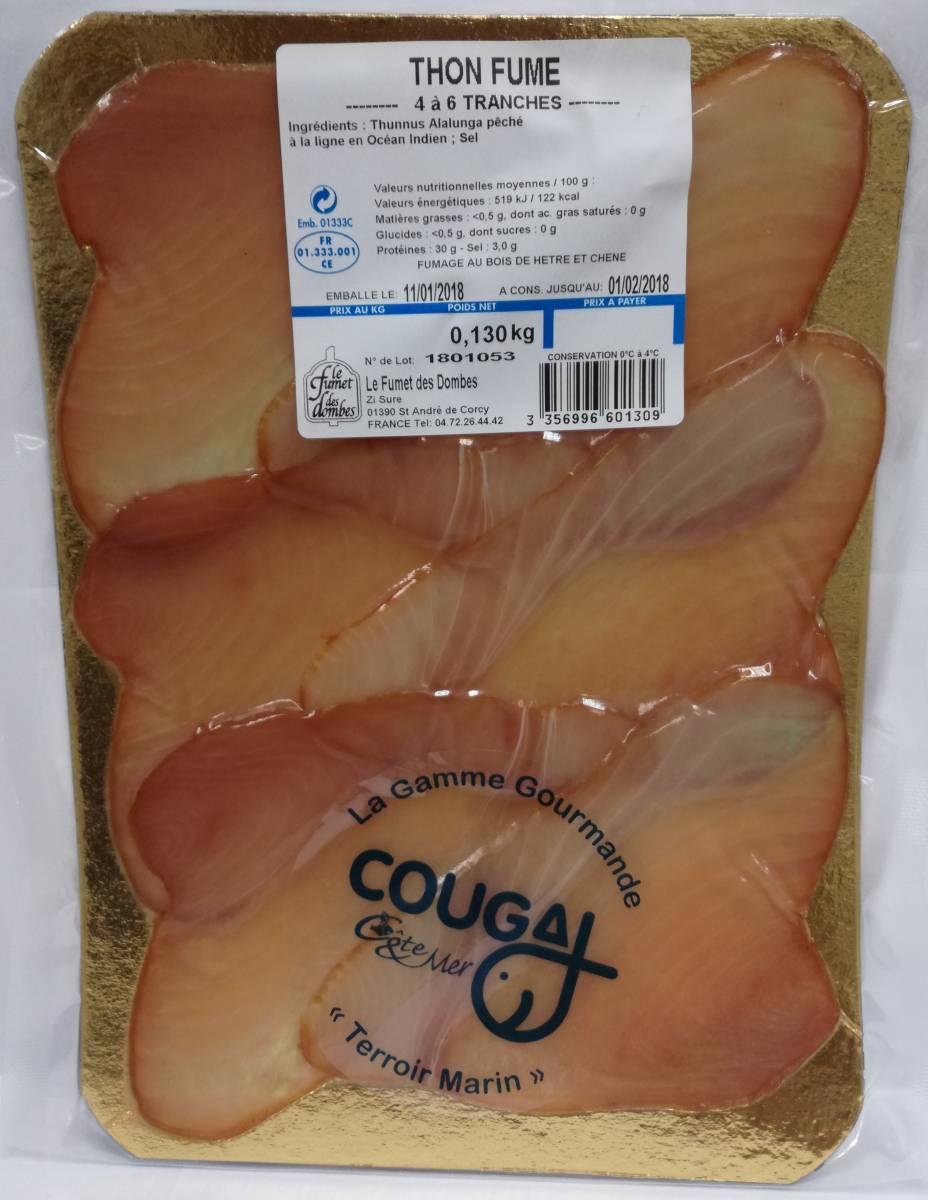 THON FUME
-------- 4 à 6 TRANCHES --------
Ingrédients : Thunnus Alalunga pêché
à la ligne en Océan Indien ; Sel
Valeurs nutritionnelles moyennes / 100 g :
Valeurs énergétiques : 519 kJ / 122 kcal
Matières grasses : <0,5 g, dont ac. gras saturés : 0 g
Glucides : <0,5 g, dont sucres : 0 g
Protéines : 30 g - Sel : 3,0 g
FUMAGE AU BOIS DE HETRE ET CHENE
Emb. 01333C
FR
01.333.001
CE
EMBALLE LE: 11/01/2018 A CONS. JUSQU'AU: 01/02/2018
PRIX AU KG POIDS NET PRIX A PAYER
0,130 kg
N° de Lot: 1801053
CONSERVATION 0°C à 4°C
le
fumet
des
dombes
Le Fumet des Dombes
Zi Sure
01390 St André de Corcy
FRANCE Tel: 04.72.26.44.42
3 356996 601309
La Gamme Gourmande
COUGAT
Côte Mer
« Terroir Marin »